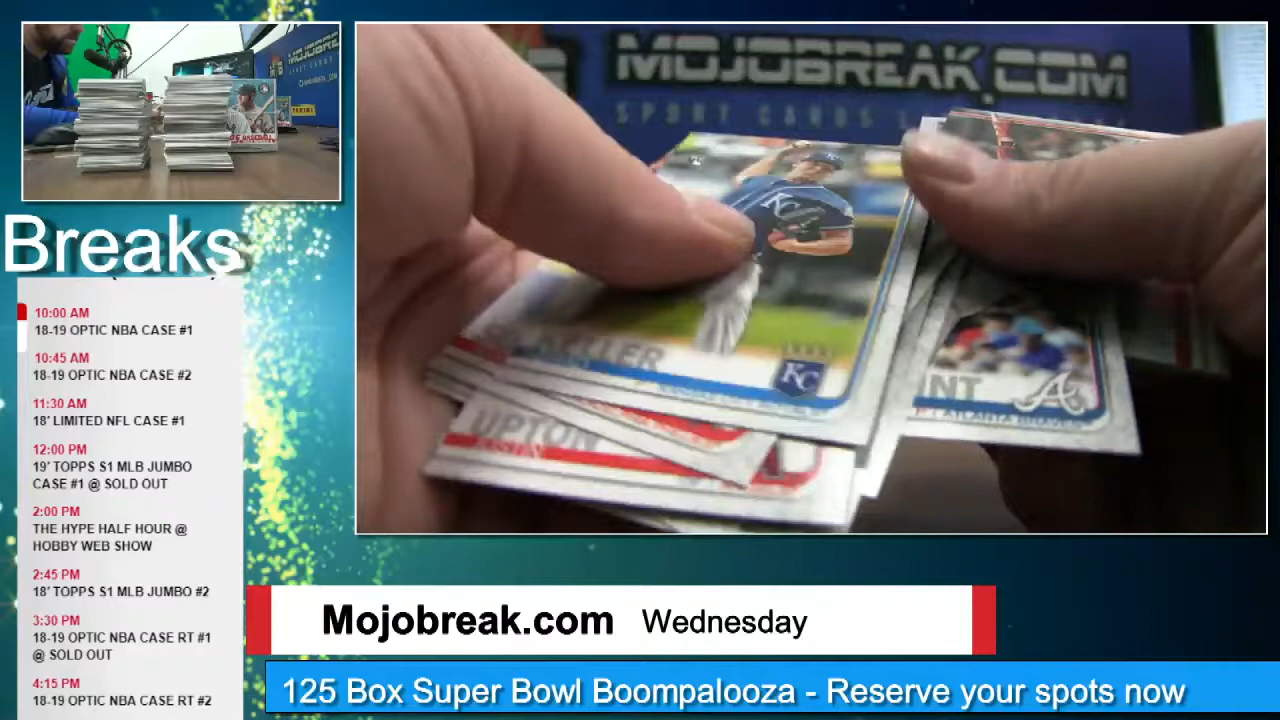 MOJOBREAK.COM
SPORT CARDS
Breaks
10:00 AM
18-19 OPTIC NBA CASE #1
10:45 AM
18-19 OPTIC NBA CASE #2
11:30 AM
18' LIMITED NFL CASE #1
12:00 PM
19' TOPPS S1 MLB JUMBO
CASE #1 @ SOLD OUT
2:00 PM
THE HYPE HALF HOUR @
HOBBY WEB SHOW
2:45 PM
18' TOPPS S1 MLB JUMBO #2
3:30 PM
18-19 OPTIC NBA CASE RT #1
@ SOLD OUT
4:15 PM
18-19 OPTIC NBA CASE RT #2
KC
KC
UPTON
JUSTIN
ATLANTA BRAVES
A
Mojobreak.com Wednesday
125 Box Super Bowl Boompalooza - Reserve your spots now